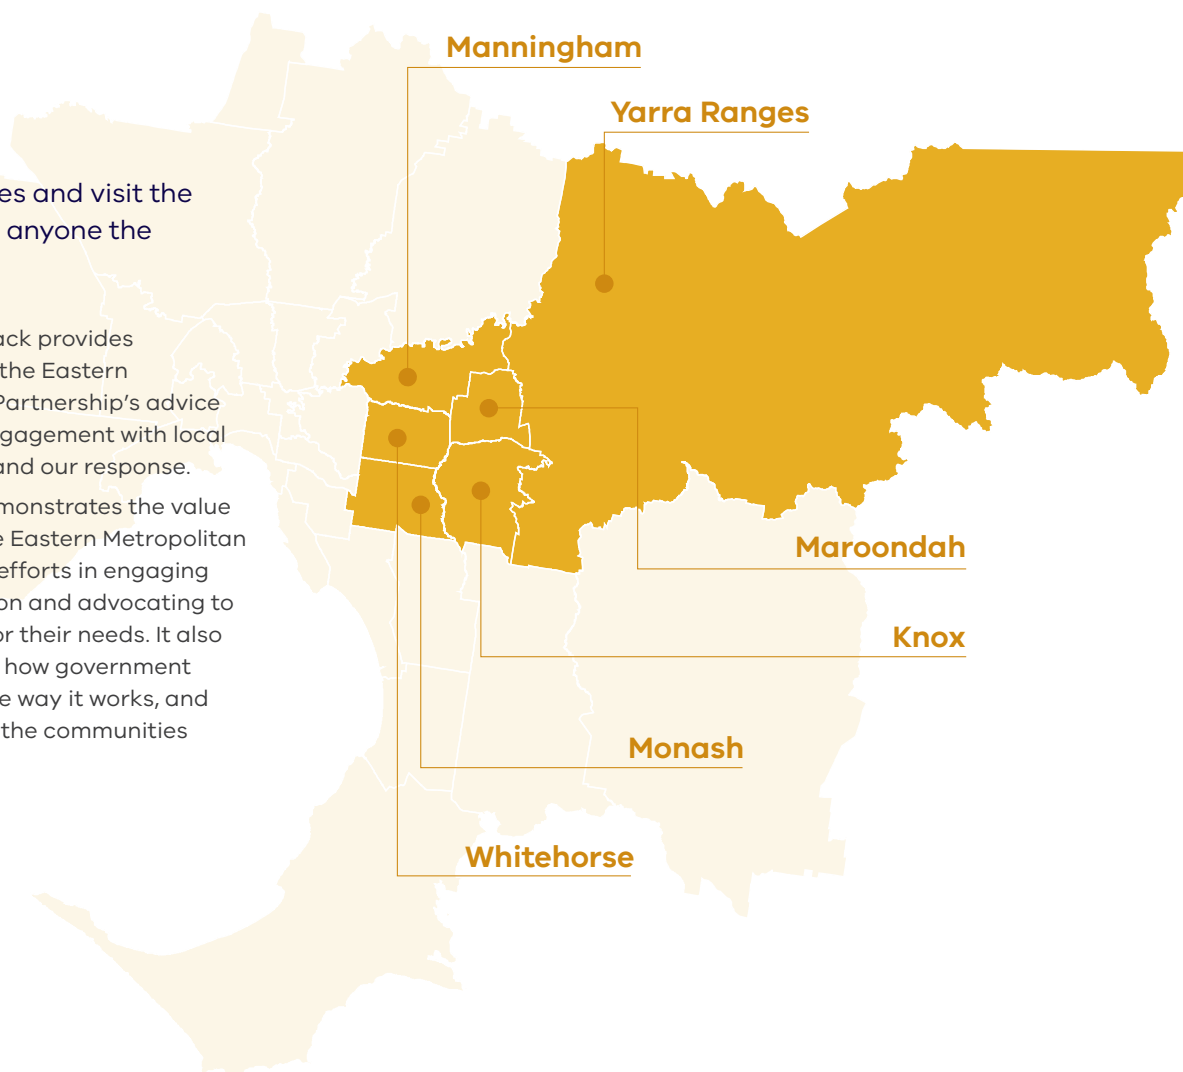 Manningham
Yarra Ranges
es and visit the
anyone the
ack provides
the Eastern
Partnership's advice
gagement with local
and our response.
monstrates the value
e Eastern Metropolitan
efforts in engaging
on and advocating to
or their needs. It also
how government
e way it works, and
the communities
Maroondah
Knox
Monash
Whitehorse